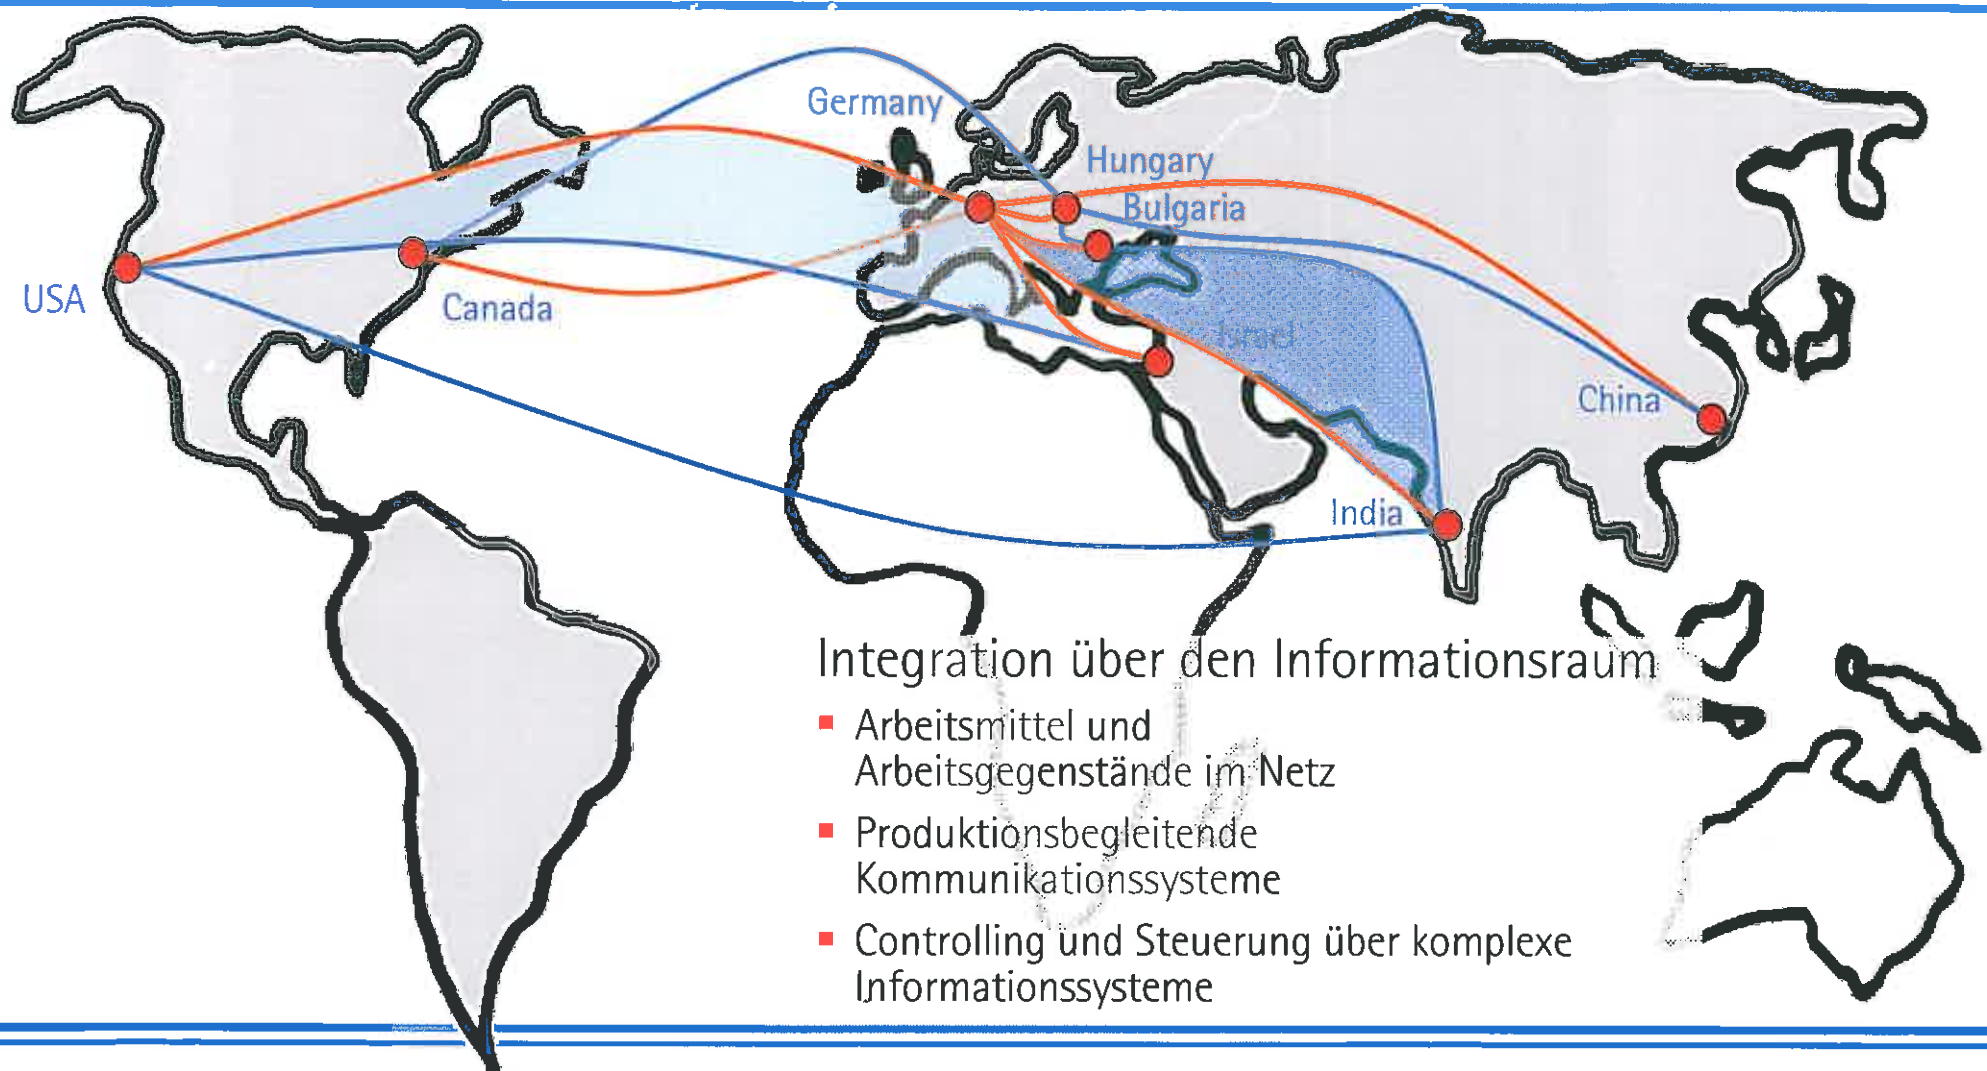 Germany
Hungary
Bulgaria
USA
Canada
Israel
China
India
Integration über den Informationsraum
Arbeitsmittel und
Arbeitsgegenstände im Netz
Produktionsbegleitende
Kommunikationssysteme
Controlling und Steuerung über komplexe
Informationssysteme